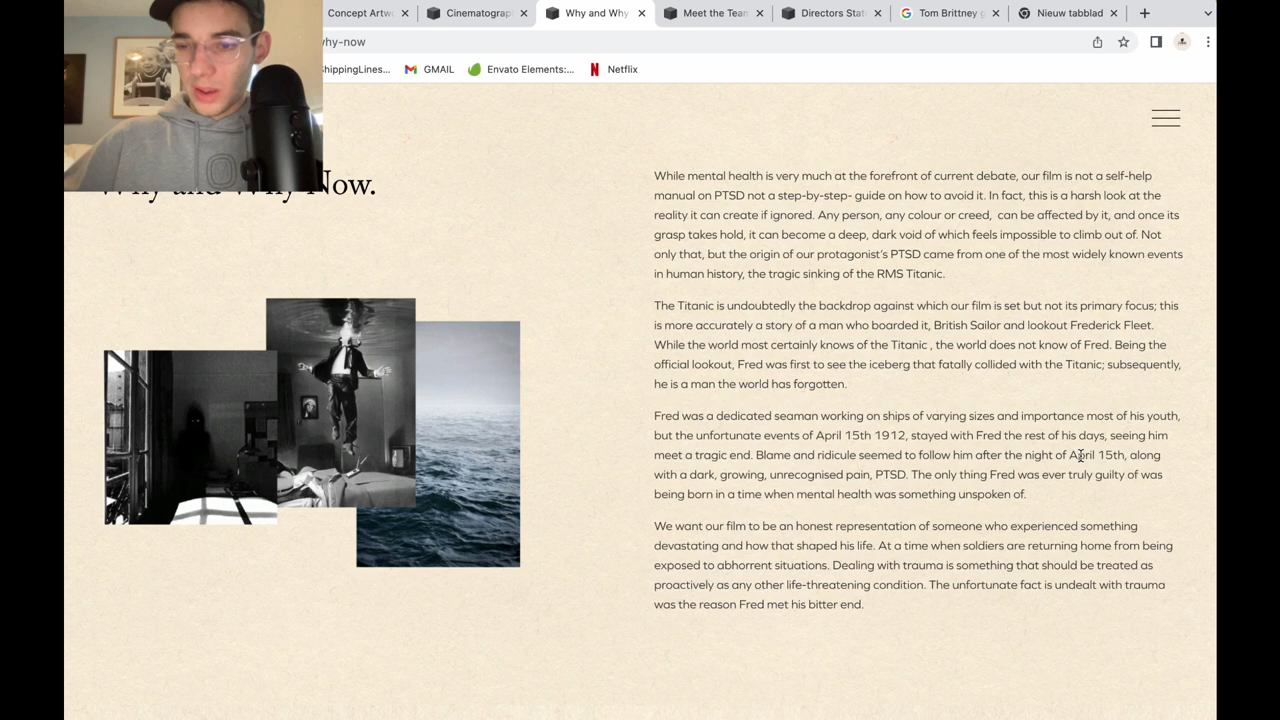 Concept Artw
Cinematograp
Why and Why
Meet the Team
Directors Stat
Tom Brittney g
Nieuw tabblad
hy-now
ShippingLines...
GMAIL
Envato Elements:...
Netflix
Why and Why Now.
While mental health is very much at the forefront of current debate, our film is not a self-help
manual on PTSD not a step-by-step- guide on how to avoid it. In fact, this is a harsh look at the
reality it can create if ignored. Any person, any colour or creed, can be affected by it, and once its
grasp takes hold, it can become a deep, dark void of which feels impossible to climb out of. Not
only that, but the origin of our protagonist's PTSD came from one of the most widely known events
in human history, the tragic sinking of the RMS Titanic.
The Titanic is undoubtedly the backdrop against which our film is set but not its primary focus; this
is more accurately a story of a man who boarded it, British Sailor and lookout Frederick Fleet.
While the world most certainly knows of the Titanic , the world does not know of Fred. Being the
official lookout, Fred was first to see the iceberg that fatally collided with the Titanic; subsequently,
he is a man the world has forgotten.
Fred was a dedicated seaman working on ships of varying sizes and importance most of his youth,
but the unfortunate events of April 15th 1912, stayed with Fred the rest of his days, seeing him
meet a tragic end. Blame and ridicule seemed to follow him after the night of April 15th, along
with a dark, growing, unrecognised pain, PTSD. The only thing Fred was ever truly guilty of was
being born in a time when mental health was something unspoken of.
We want our film to be an honest representation of someone who experienced something
devastating and how that shaped his life. At a time when soldiers are returning home from being
exposed to abhorrent situations. Dealing with trauma is something that should be treated as
proactively as any other life-threatening condition. The unfortunate fact is undealt with trauma
was the reason Fred met his bitter end.